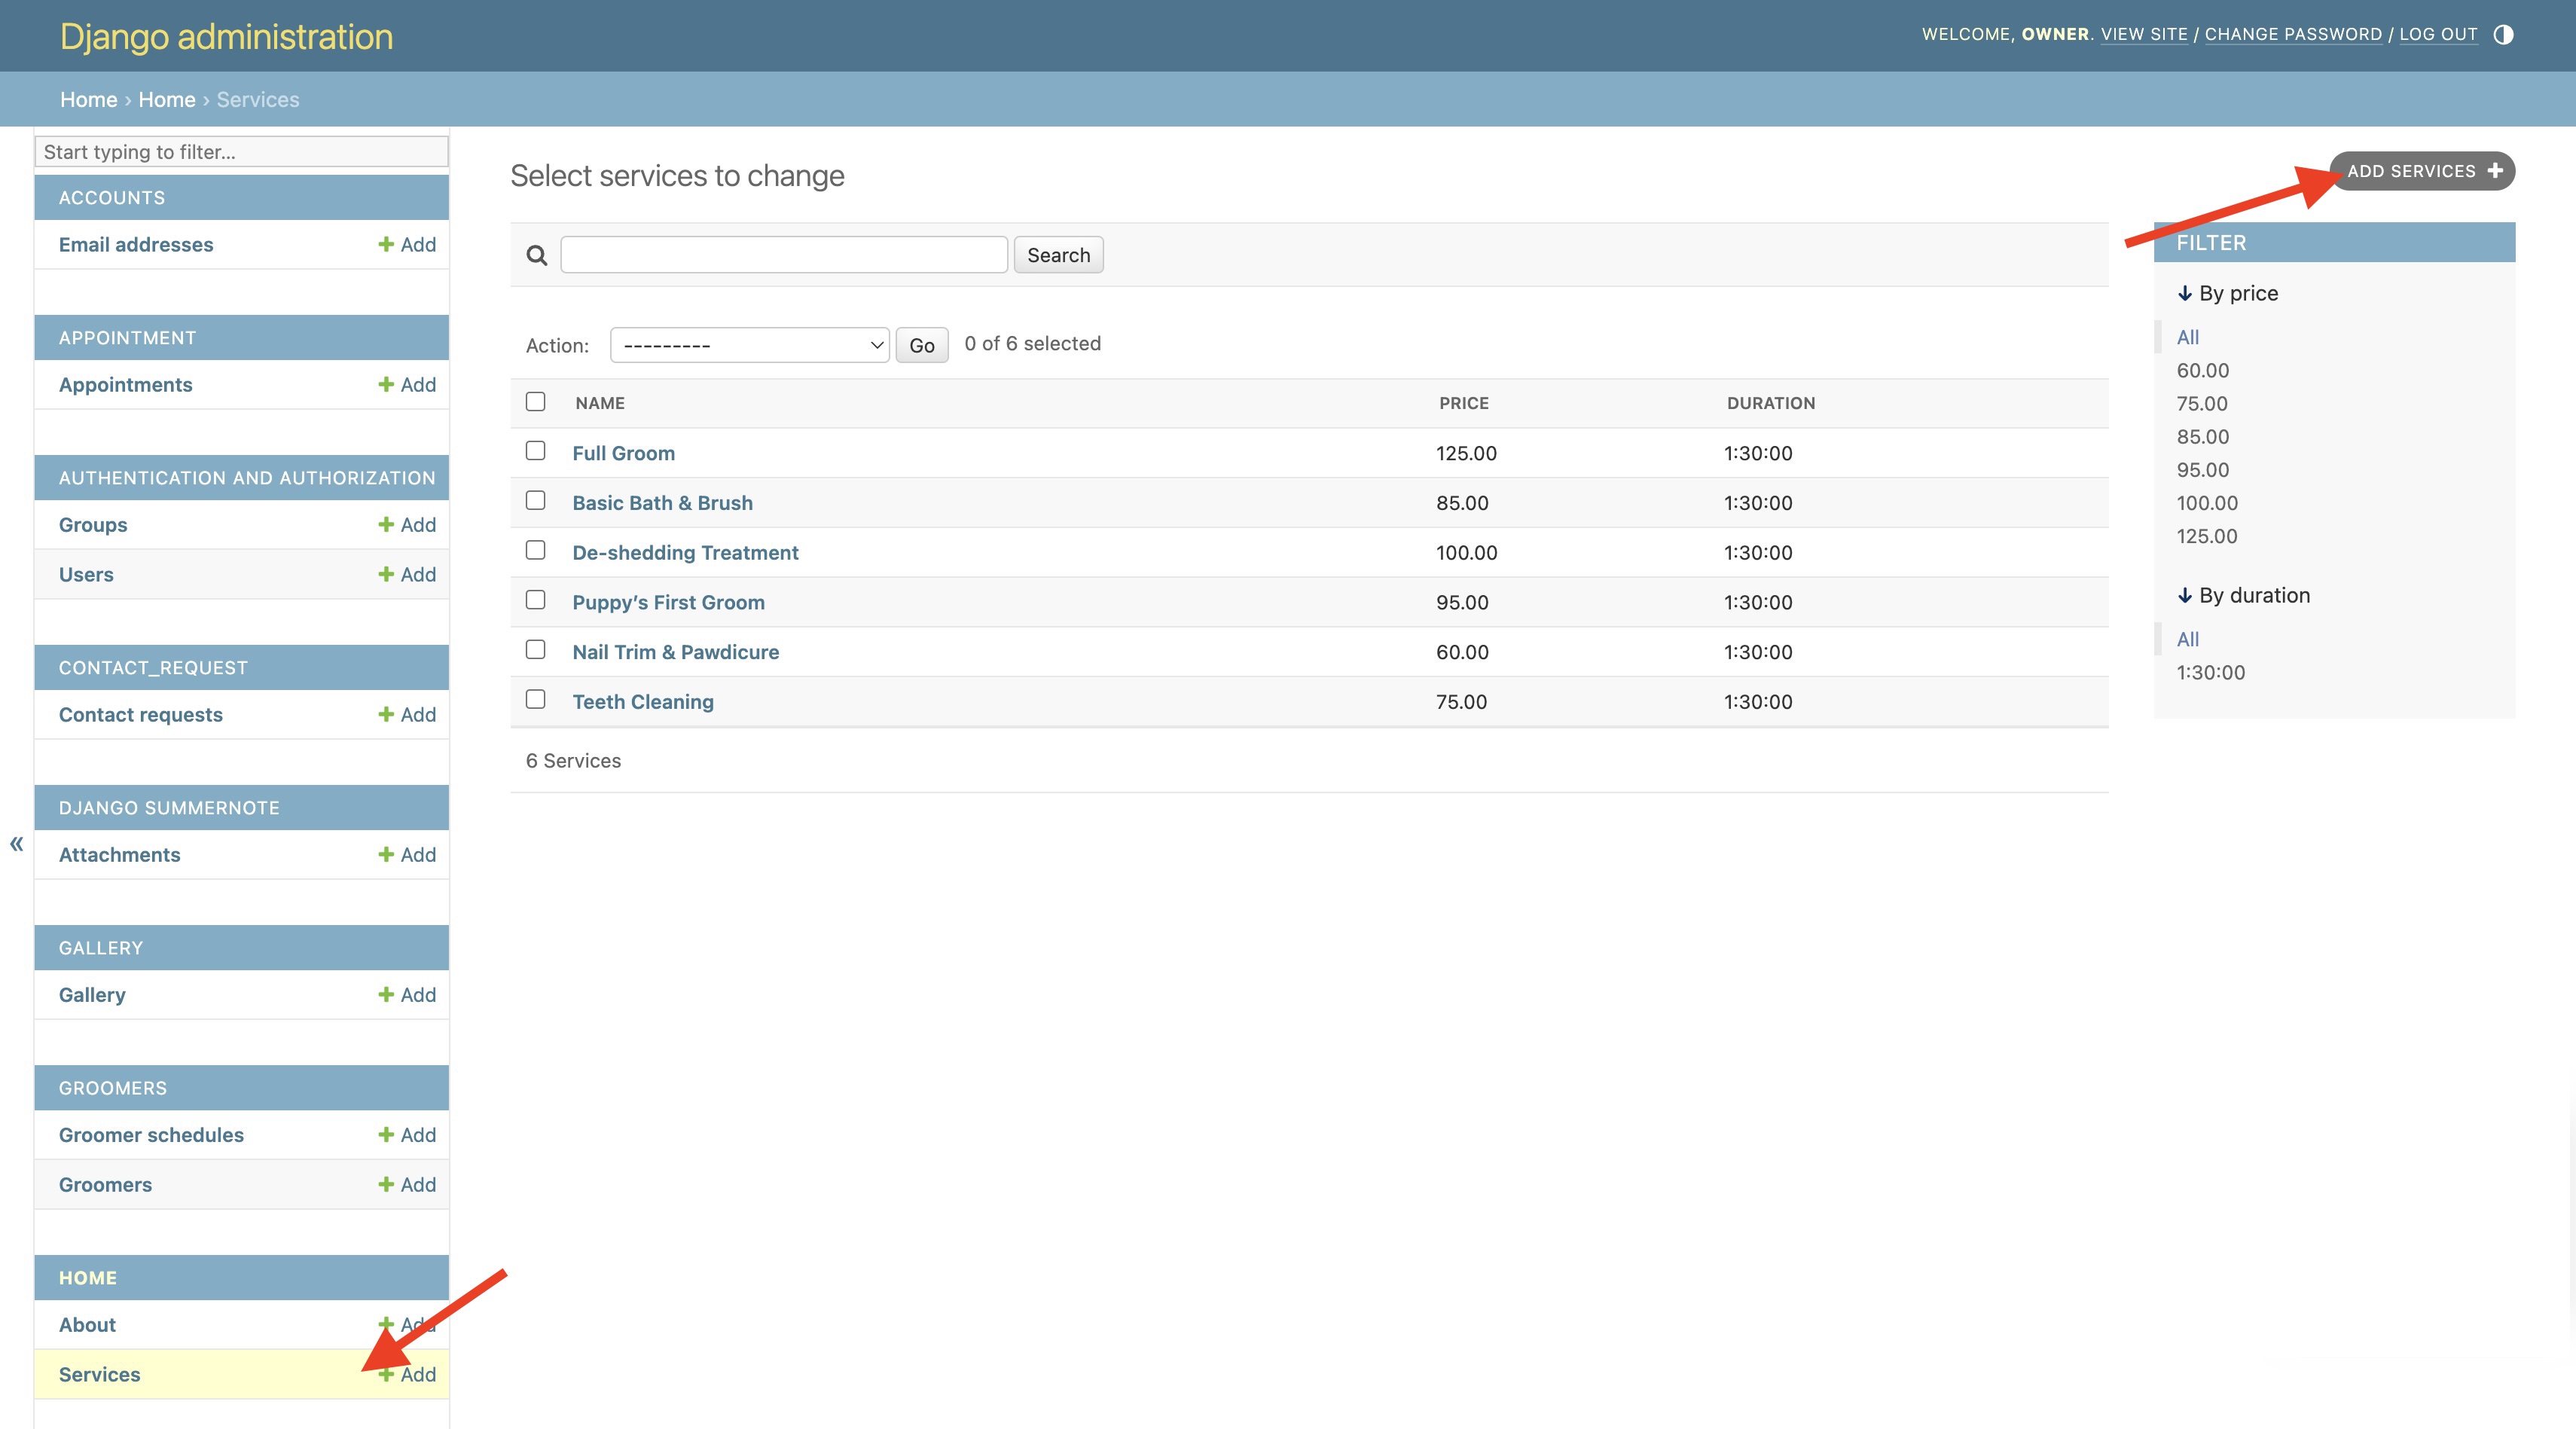 Django administration
WELCOME, OWNER. VIEW SITE / CHANGE PASSWORD / LOG OUT
Home › Home › Services
Start typing to filter...
ACCOUNTS
Email addresses + Add
APPOINTMENT
Appointments + Add
AUTHENTICATION AND AUTHORIZATION
Groups + Add
Users + Add
CONTACT_REQUEST
Contact requests + Add
DJANGO SUMMERNOTE
Attachments + Add
«
GALLERY
Gallery + Add
GROOMERS
Groomer schedules + Add
Groomers + Add
HOME
About + Add
Services + Add
Select services to change
ADD SERVICES +
Search
Action: --------- Go 0 of 6 selected
NAME PRICE DURATION
Full Groom 125.00 1:30:00
Basic Bath & Brush 85.00 1:30:00
De-shedding Treatment 100.00 1:30:00
Puppy’s First Groom 95.00 1:30:00
Nail Trim & Pawdicure 60.00 1:30:00
Teeth Cleaning 75.00 1:30:00
6 Services
FILTER
↓ By price
All
60.00
75.00
85.00
95.00
100.00
125.00
↓ By duration
All
1:30:00